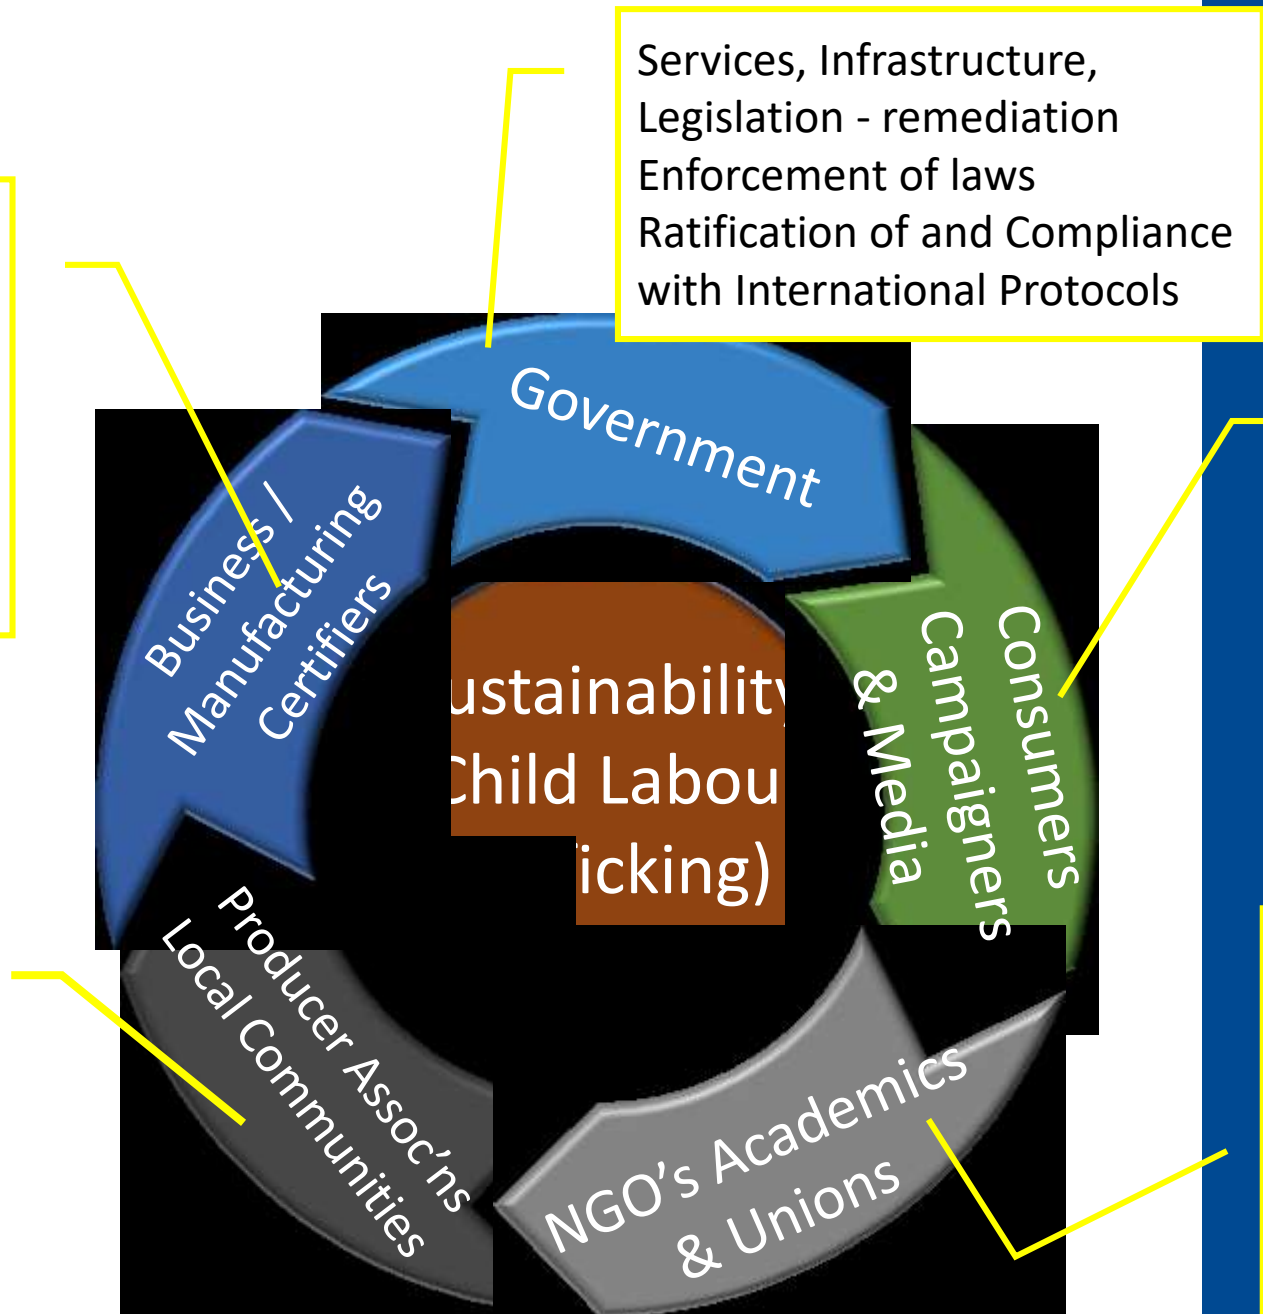 Services, Infrastructure,
Legislation - remediation
Enforcement of laws
Ratification of and Compliance
with International Protocols
Government
Business /
Manufacturing
Certifiers
Consumers
Campaigners
& Media
ustainability
Child Labou
icking)
Producer Assoc'ns
Local Communities
NGO's Academics
& Unions